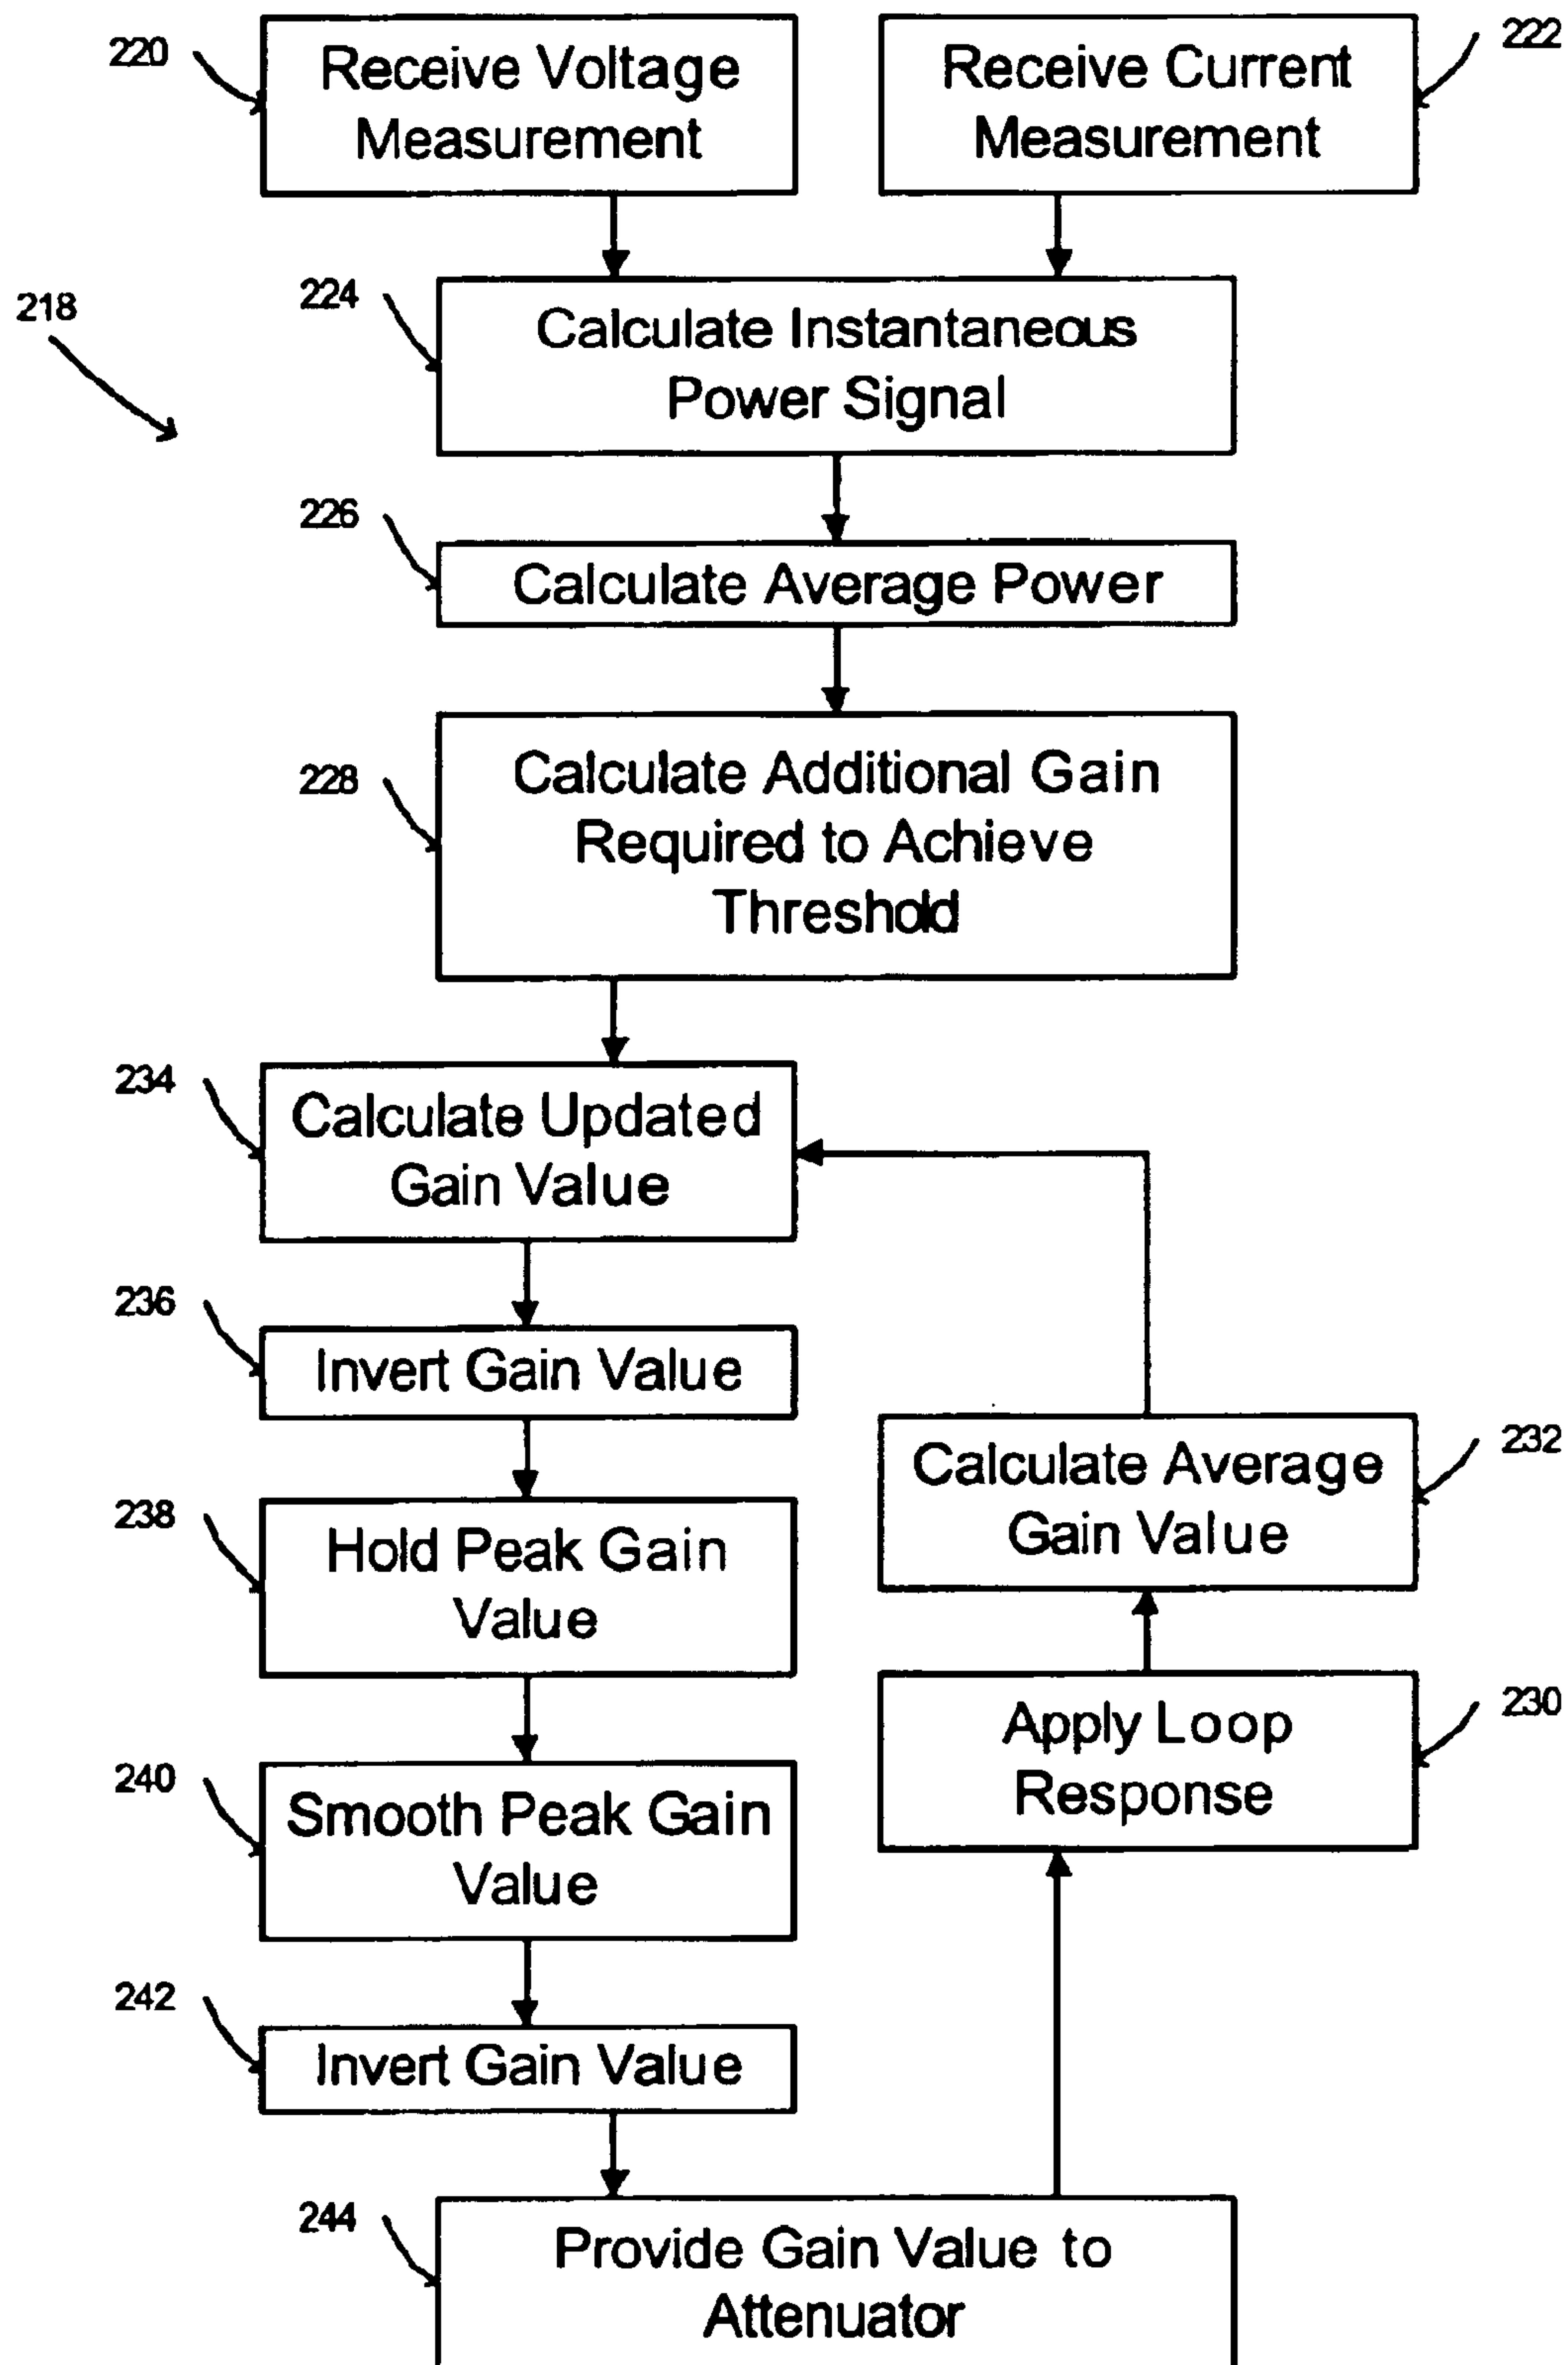 220
Receive Voltage
Measurement
Receive Current
Measurement
222
218
224
Calculate Instantaneous
Power Signal
226
Calculate Average Power
228
Calculate Additional Gain
Required to Achieve
Threshold
234
Calculate Updated
Gain Value
236
Invert Gain Value
238
Hold Peak Gain
Value
Calculate Average
Gain Value
232
240
Smooth Peak Gain
Value
Apply Loop
Response
230
242
Invert Gain Value
244
Provide Gain Value to
Attenuator